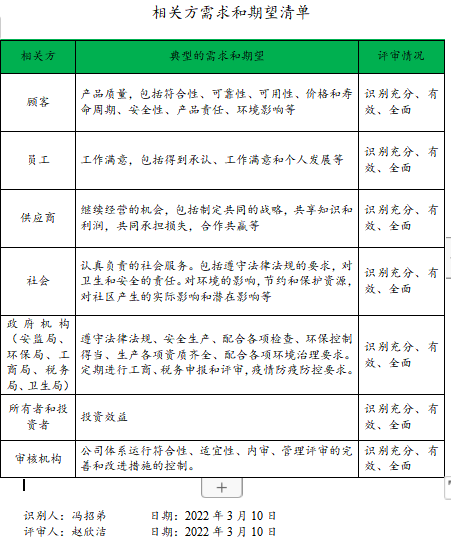 相关方需求和期望清单
相关方 典型的需求和期望 评审情况
顾客
产品质量，包括符合性、可靠性、可用性、价格和寿
命周期、安全性、产品责任、环境影响等
识别充分、有
效、全面
员工
工作满意，包括得到承认、工作满意和个人发展等
识别充分、有
效、全面
供应商
继续经营的机会，包括制定共同的战略，共享知识和
利润，共同承担损失，合作共赢等
识别充分、有
效、全面
社会
认真负责的社会服务。包括遵守法律法规的要求，对
卫生和安全的责任。对环境的影响，节约和保护资源，
对社区产生的实际影响和潜在影响等
识别充分、有
效、全面
政府机构
（安监局、
环保局、工
商局、税务
局、卫生局）
遵守法律法规、安全生产、配合各项检查、环保控制
得当、生产各项资质齐全、配合各项环境治理要求。
定期进行工商、税务申报和评审，疫情防疫防控要求。
识别充分、有
效、全面
所有者和投
资者
投资效益
识别充分、有
效、全面
审核机构
公司体系运行符合性、适宜性、内审、管理评审的完
善和改进措施的控制。
识别充分、有
效、全面
识别人：冯招弟 日期：2022 年 3 月 10 日
评审人：赵欣洁 日期：2022 年 3 月 10 日